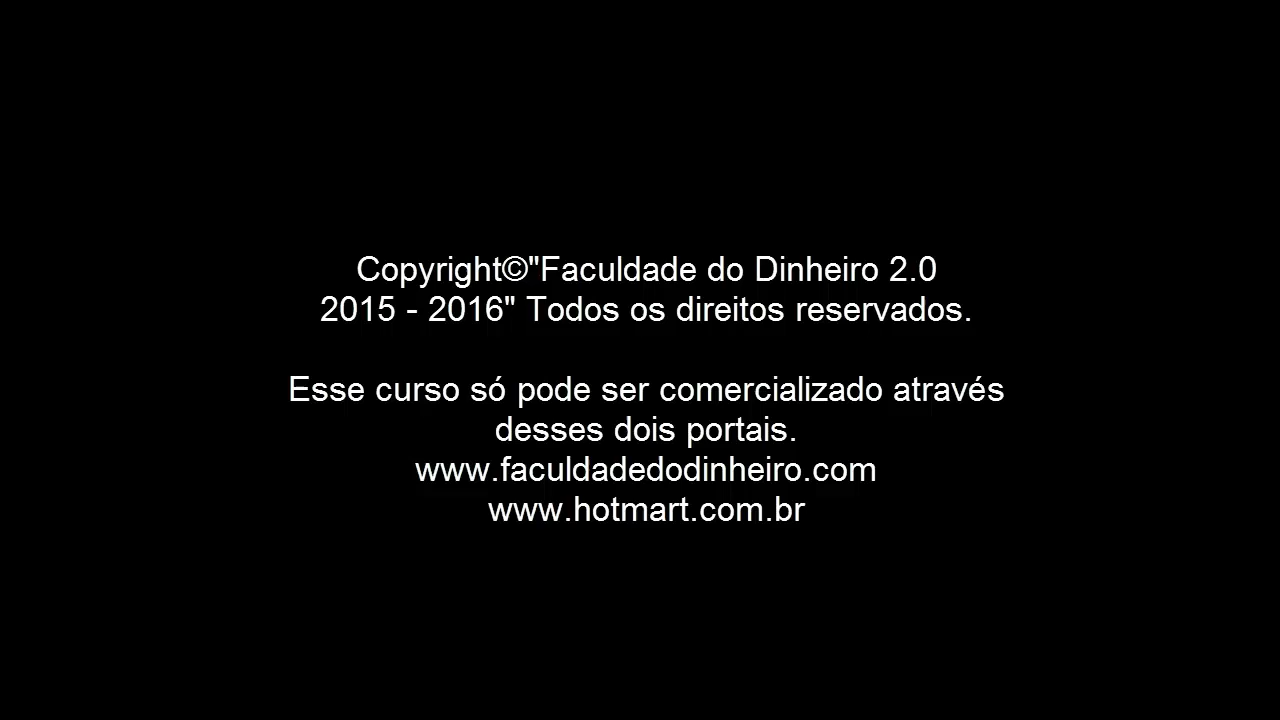 Copyright©"Faculdade do Dinheiro 2.0
2015 - 2016" Todos os direitos reservados.
Esse curso só pode ser comercializado através
desses dois portais.
www.faculdadedodinheiro.com
www.hotmart.com.br